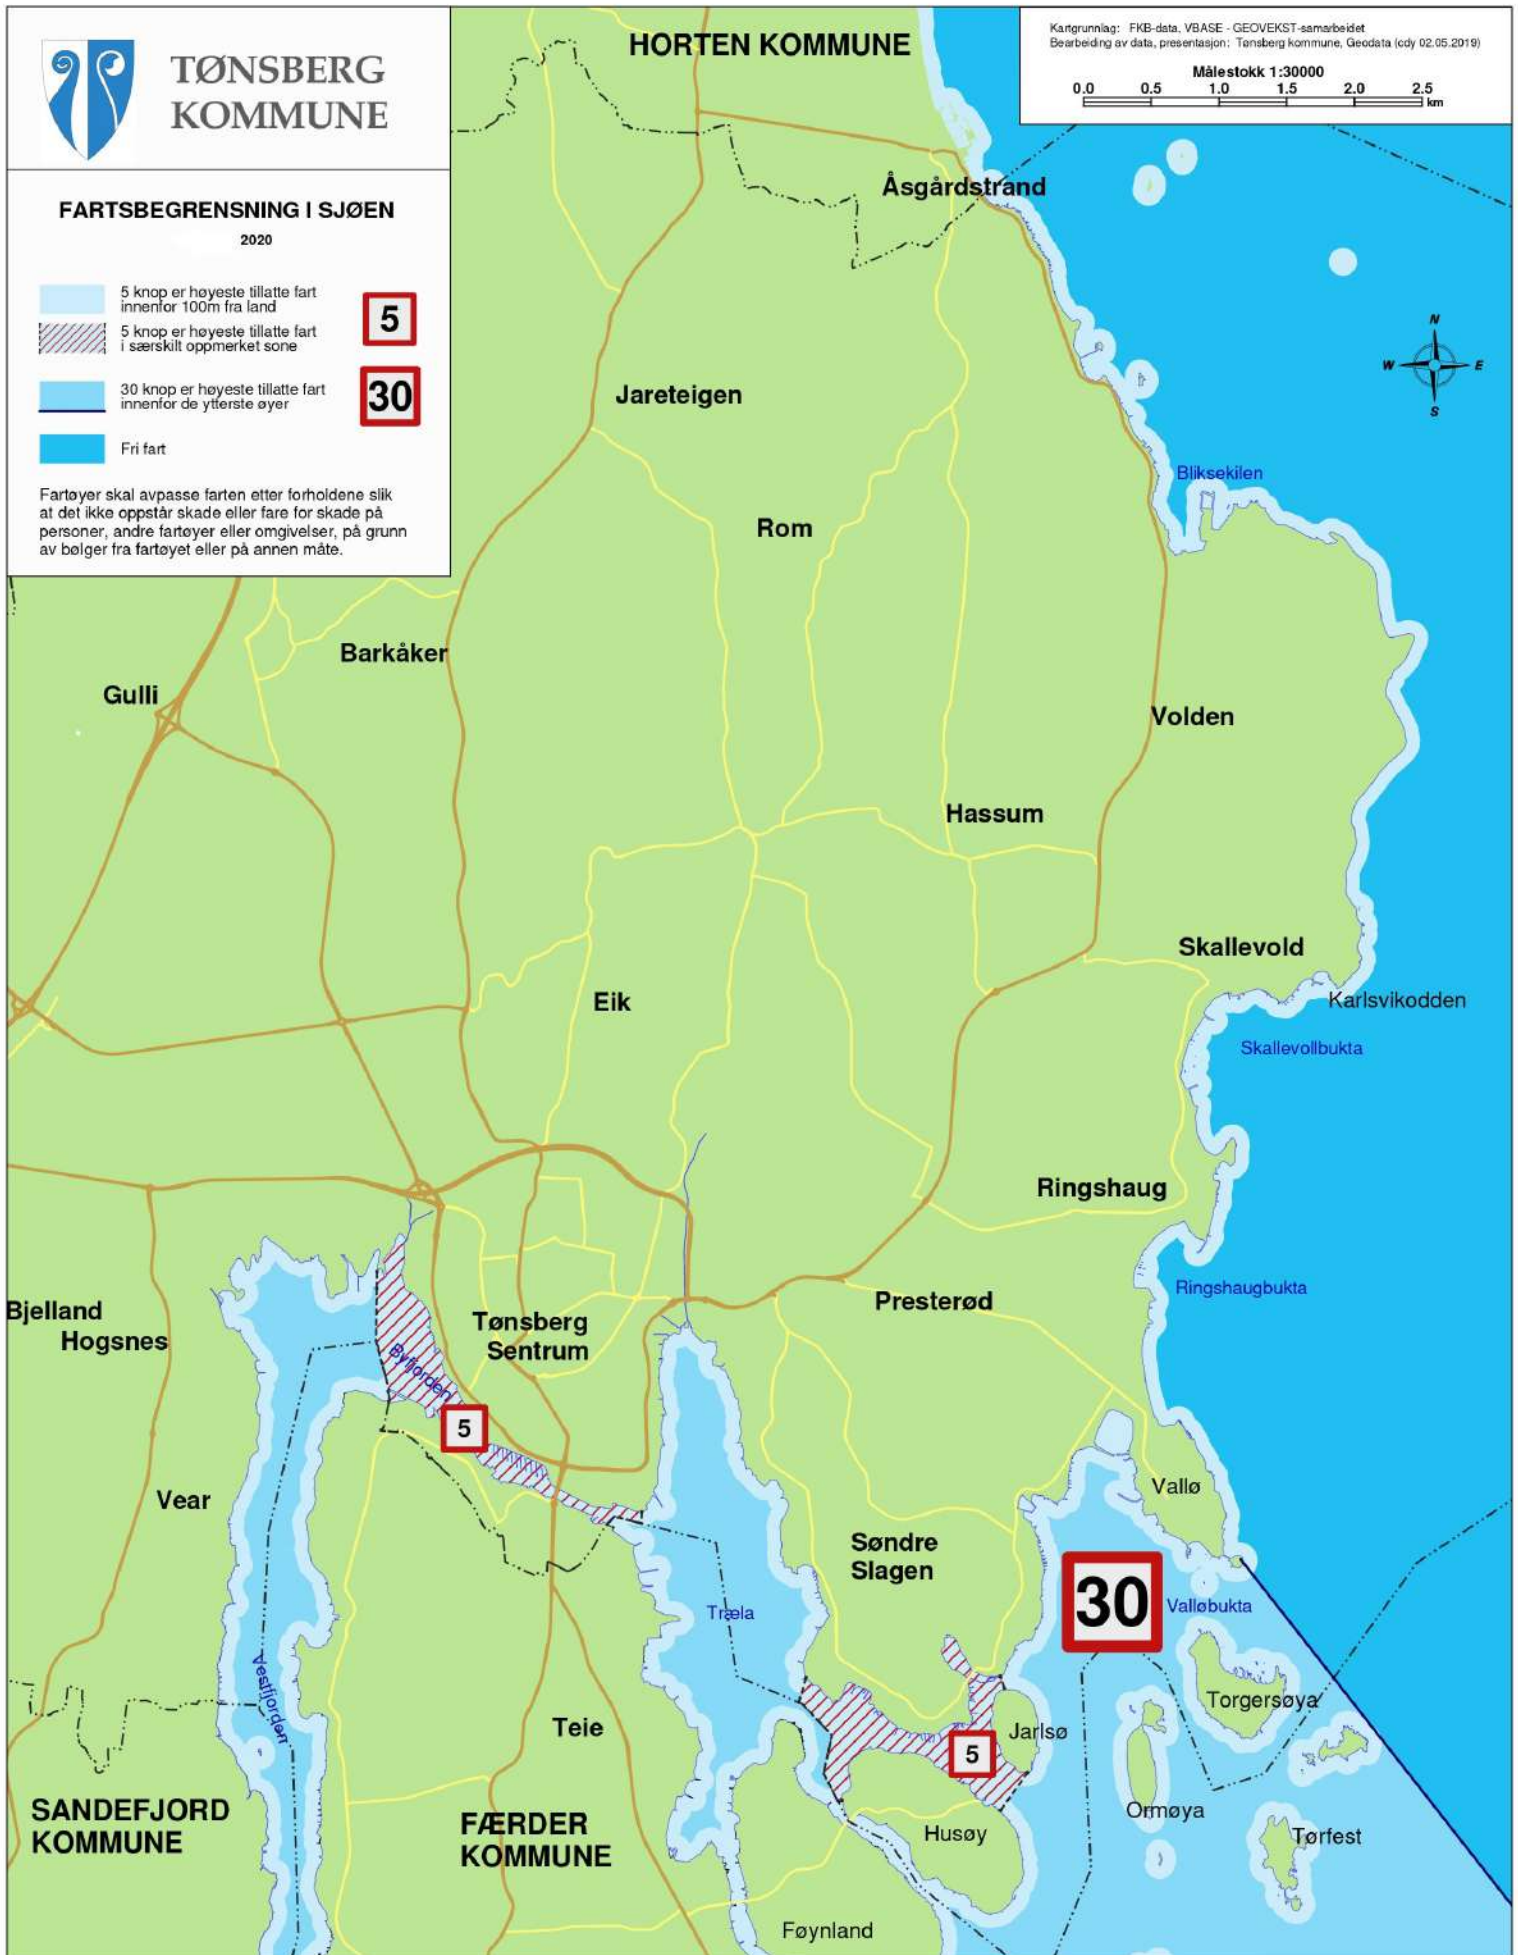 TØNSBERG
KOMMUNE
FARTSBEGRENSNING I SJØEN
2020
5 knop er høyeste tillatte fart
innenfor 100m fra land
5 knop er høyeste tillatte fart
i særskilt oppmerket sone
5
30 knop er høyeste tillatte fart
innenfor de ytterste øyer
30
Fri fart
Fartøyer skal avpasse farten etter forholdene slik
at det ikke oppstår skade eller fare for skade på
personer, andre fartøyer eller omgivelser, på grunn
av bølger fra fartøyet eller på annen måte.
HORTEN KOMMUNE
Kartgrunnlag: FKB-data, VBASE - GEOVEKST-samarbeidet
Bearbeiding av data, presentasjon: Tønsberg kommune, Geodata (cdy 02.05.2019)
Målestokk 1:30000
0.0 0.5 1.0 1.5 2.0 2.5
km
Åsgårdstrand
N
W E
S
Jareteigen
Bliksekilen
Rom
Barkåker
Gulli
Volden
Hassum
Skallevold
Eik
Karlsvikodden
Skallevollbukta
Ringshaug
Ringshaugbukta
Presterød
Bjelland
Hogsnes
Tønsberg
Sentrum
Byfjorden
5
Vear
Vallø
Søndre
Slagen
30
Valløbukta
Træla
Vestfjorden
Torgersøya
Teie
Jarlsø
5
Ormøya
SANDEFJORD
KOMMUNE
FÆRDER
KOMMUNE
Husøy
Tørfest
Føynland